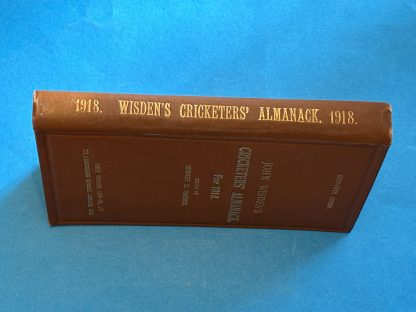 1918. WISDEN'S CRICKETERS' ALMANACK. 1918.
JOHN WISDEN'S
CRICKETERS' ALMANACK
For 1918
EDITED BY
SYDNEY H. PARDON.